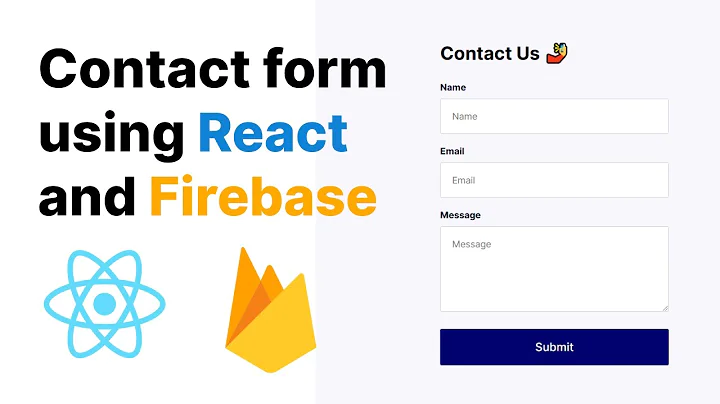 Contact form
using React
and Firebase
Contact Us
Name
Name
Email
Email
Message
Message
Submit